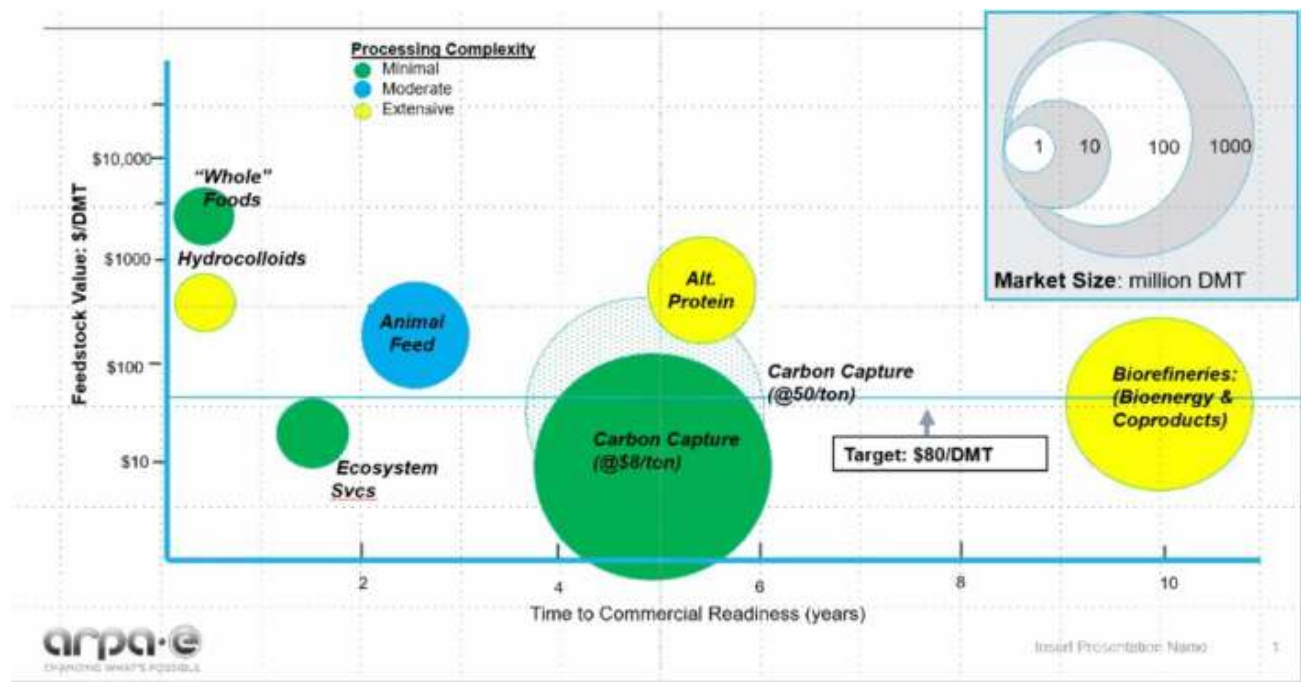 Processing Complexity
Minimal
Moderate
Extensive
1 10 100 1000
Market Size: million DMT
Feedstock Value: $/DMT
$10,000
$1000
$100
$10
"Whole"
Foods
Hydrocolloids
Animal
Feed
Ecosystem
Svcs
Alt.
Protein
Carbon Capture
(@50/ton)
Carbon Capture
(@$8/ton)
Target: $80/DMT
Biorefineries:
(Bioenergy &
Coproducts)
2 4 6 8 10
Time to Commercial Readiness (years)
arpa·e
CHANGING WHAT'S POSSIBLE
Insert Presentation Name 1